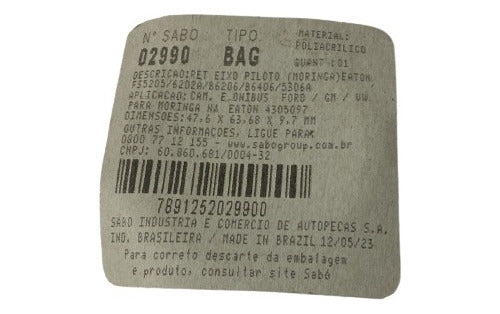 Nº SABO TIPO MATERIAL:
02990 BAG POLIACRILICO
QUANT.:01
DESCRICAO:RET EIXO PILOTO (MORINGA)EATON
FS5205/6202A/B6206/B6406/5306A
APLICACAO:CAM. E.ONIBUS FORD / GM / VW
PARA MORINGA NA EATON 4305097
DIMENSOES:47.6 X 63.68 X 9.7 MM
OUTRAS INFORMACOES, LIGUE PARA:
0800 77 12 155 - www.sabogroup.com.br
CNPJ: 60.860.681/0004-32
7891252029900
SABO INDUSTRIA E COMERCIO DE AUTOPECAS S.A.
IND. BRASILEIRA / MADE IN BRAZIL 12/05/23
Para correto descarte da embalagem
e produto, consultar site Sabó